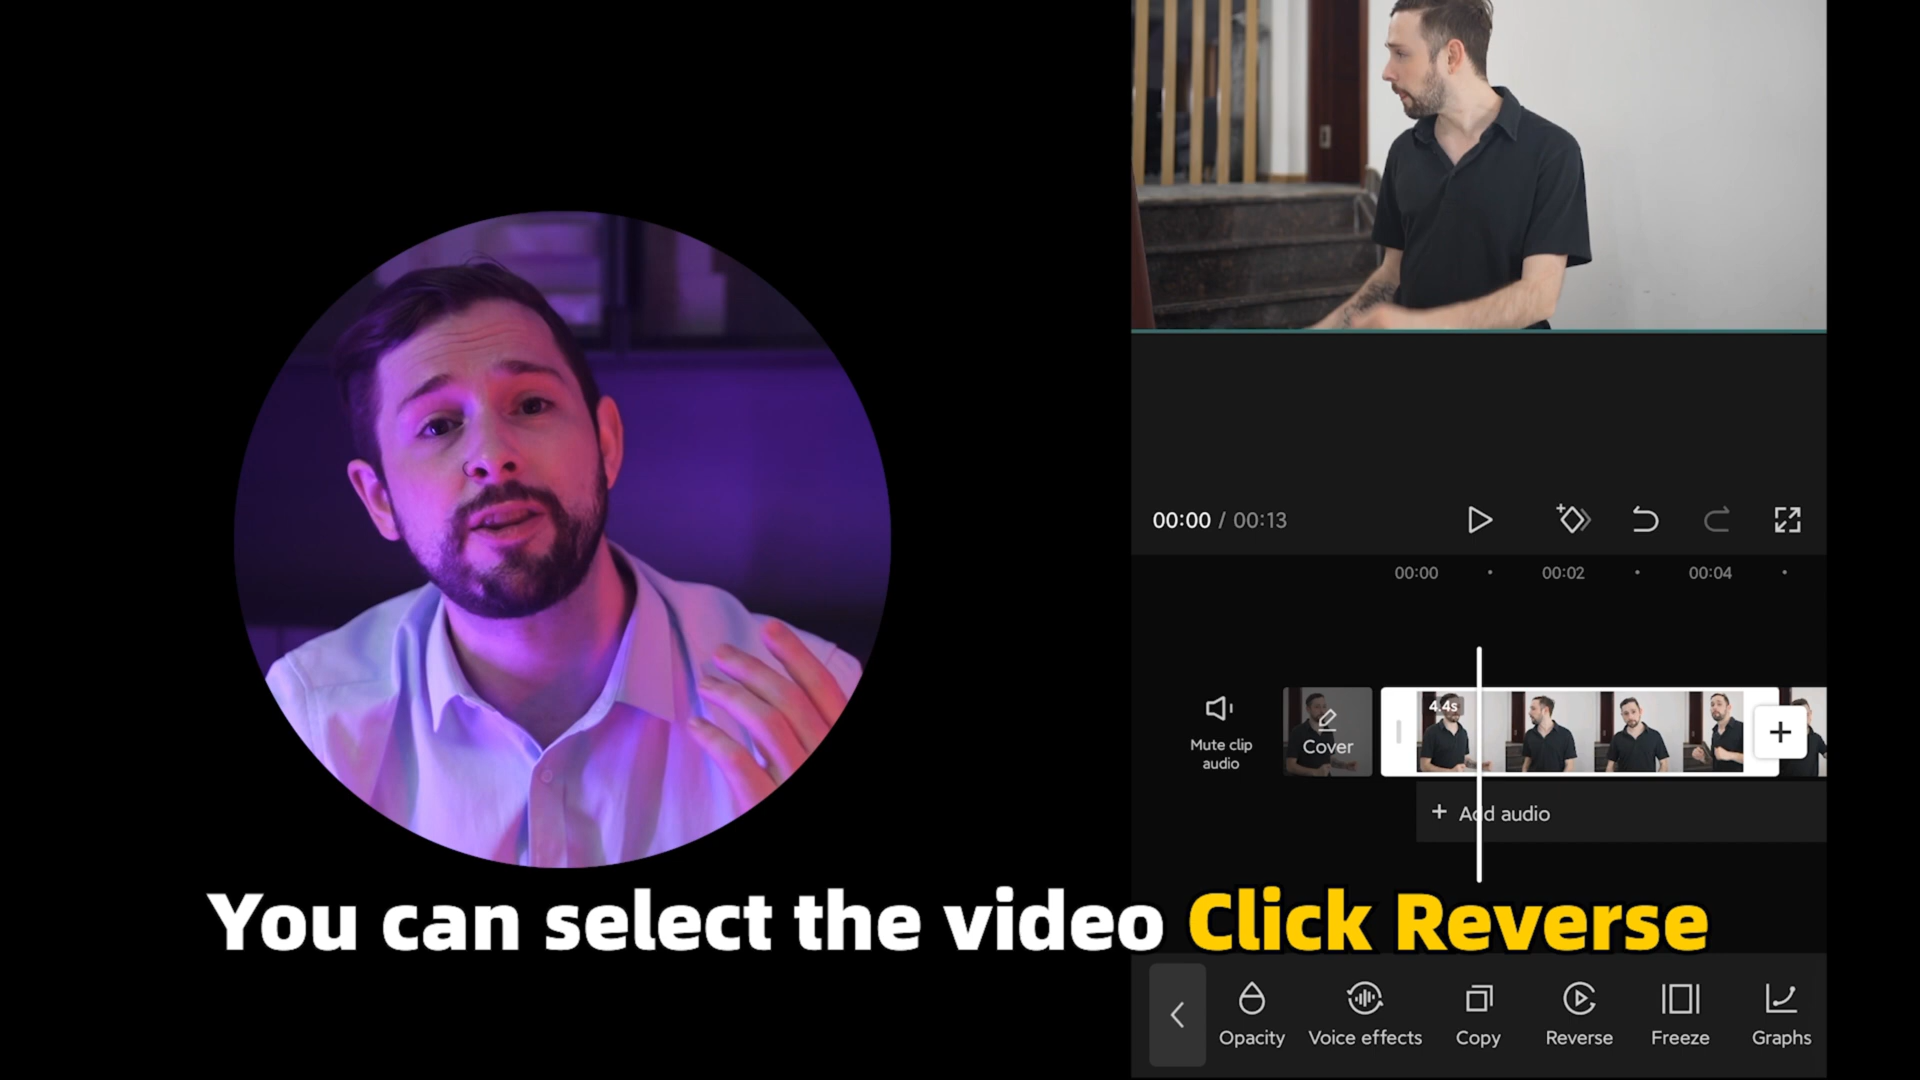 00:00 / 00:13
00:00 00:02 00:04
Mute clip
audio
Cover
4.4s
+ Add audio
You can select the video Click Reverse
Opacity Voice effects Copy Reverse Freeze Graphs